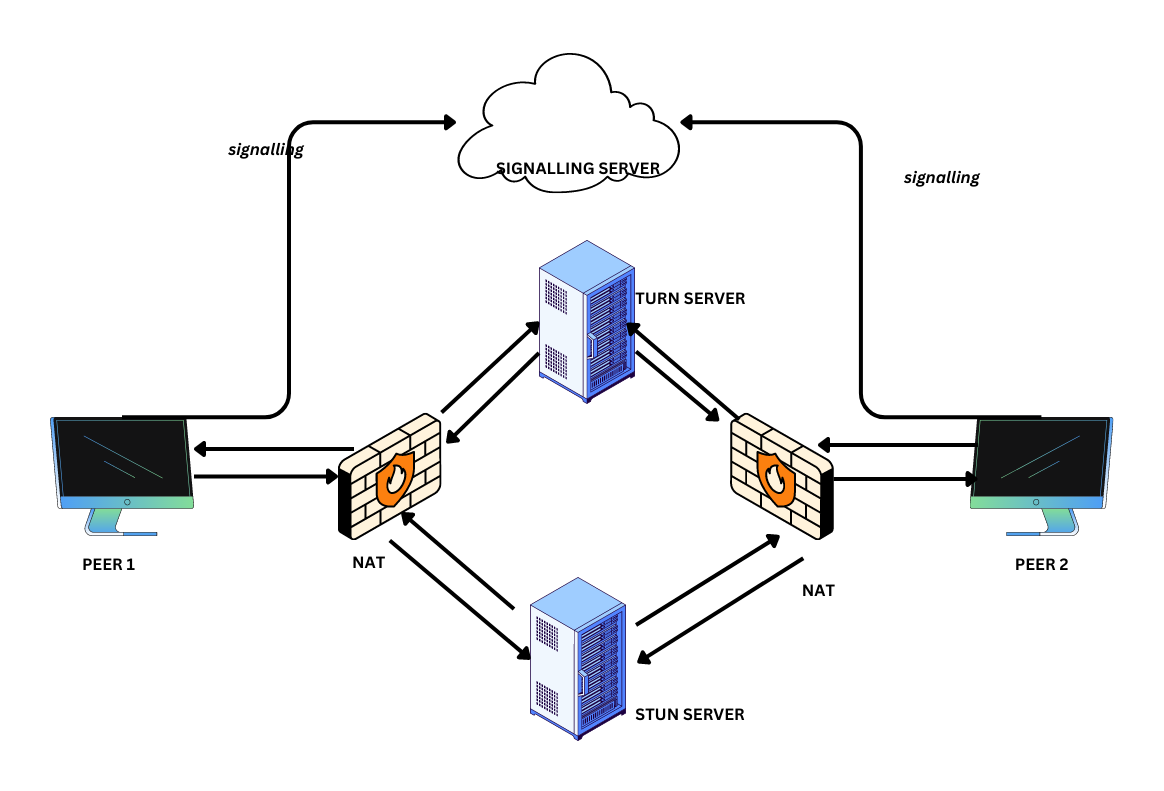 signalling
SIGNALLING SERVER
signalling
TURN SERVER
PEER 1
NAT
NAT
PEER 2
STUN SERVER